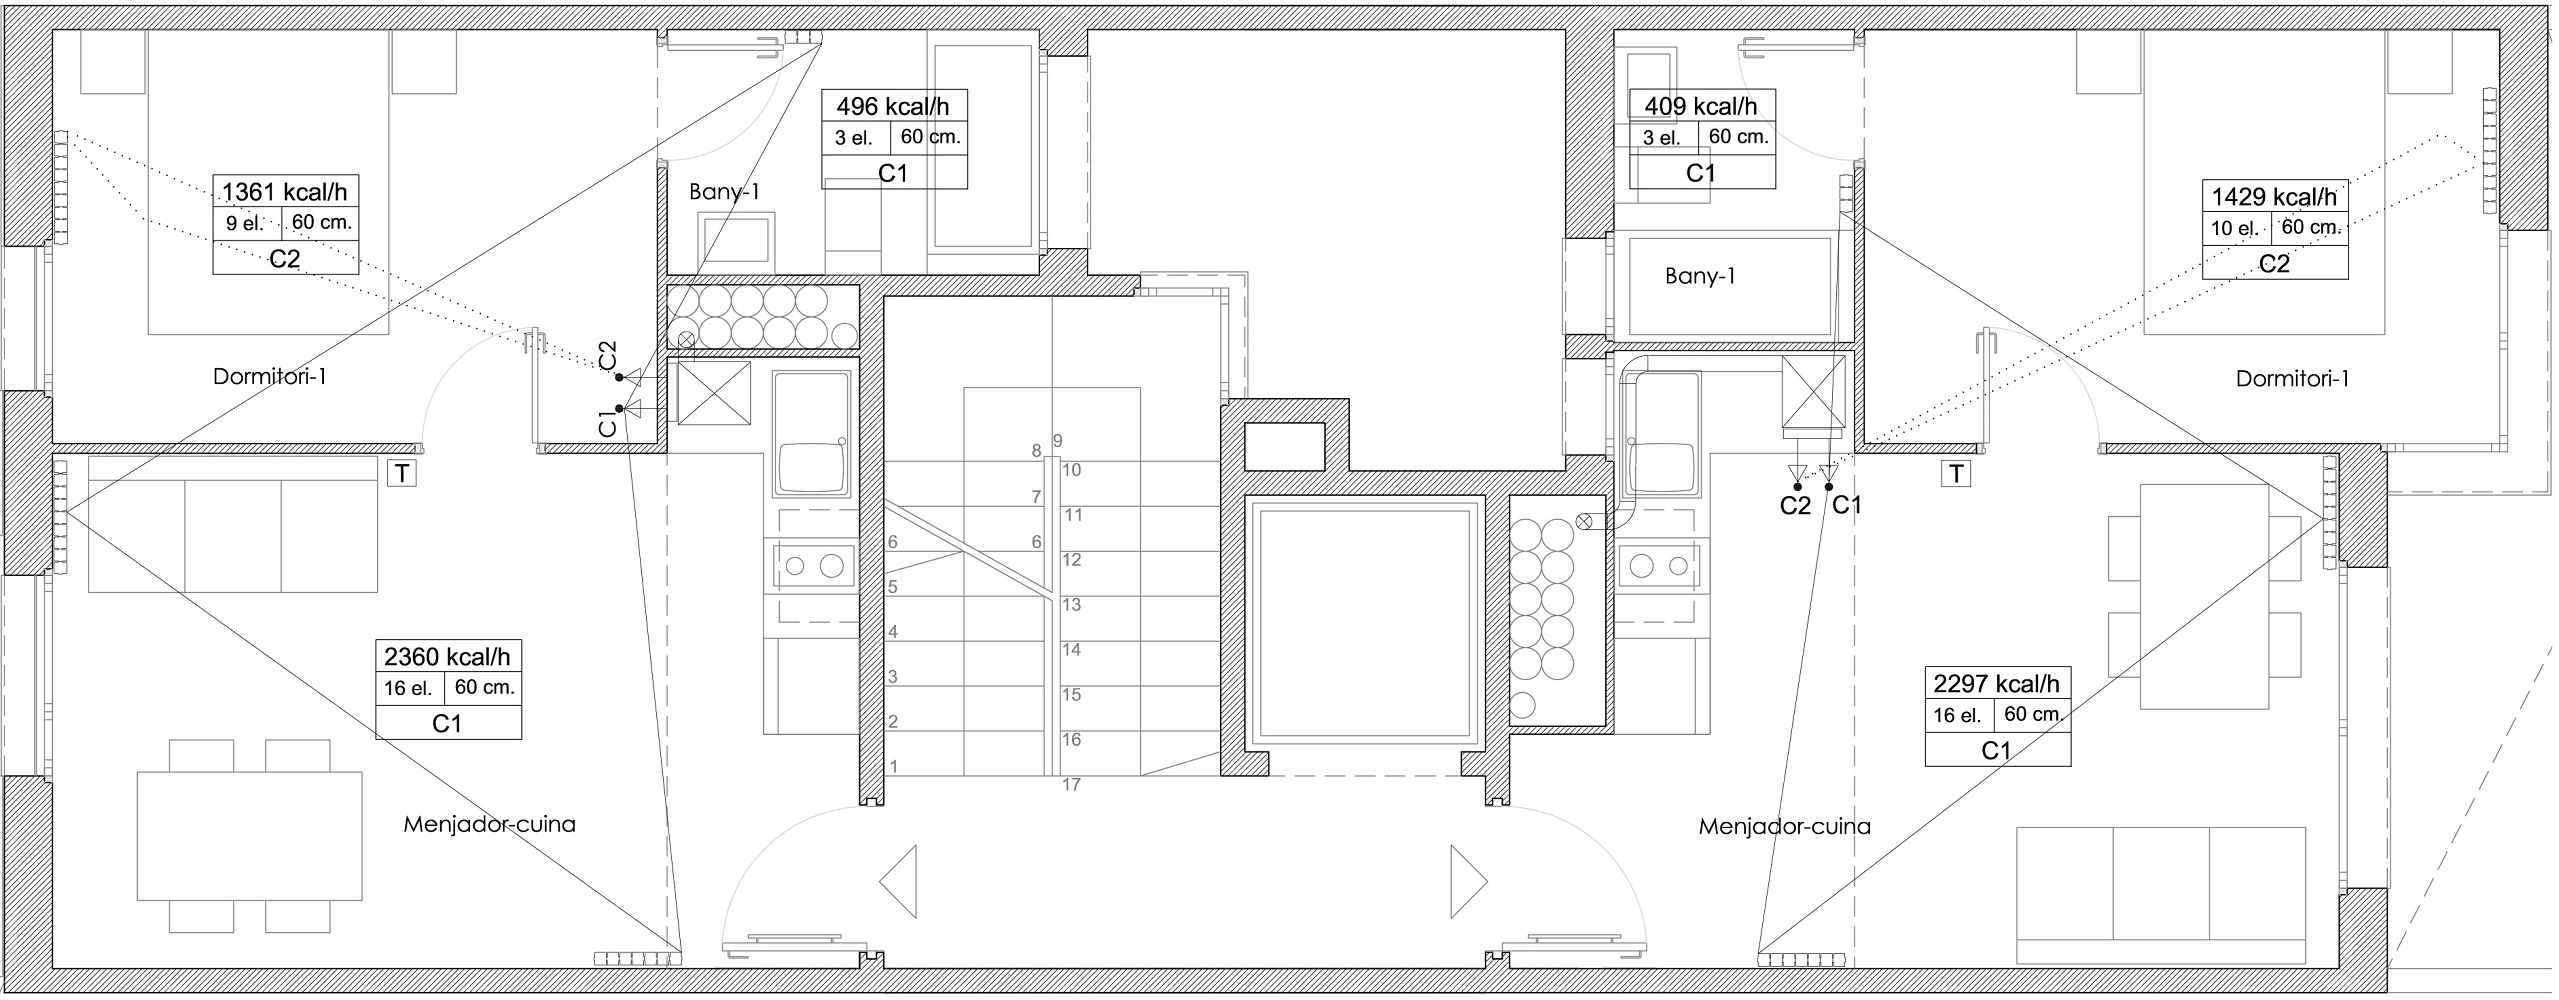 496 kcal/h
3 el. 60 cm.
C1
409 kcal/h
3 el. 60 cm.
C1
Bany-1
1361 kcal/h
9 el. 60 cm.
C2
1429 kcal/h
10 el. 60 cm.
C2
Bany-1
Dormitori-1
C2
C1
Dormitori-1
T
T
C2 C1
8 9
10
7
11
6 6
12
5
13
4
14
3
15
2
16
1
17
2360 kcal/h
16 el. 60 cm.
C1
2297 kcal/h
16 el. 60 cm.
C1
Menjador-cuina
Menjador-cuina